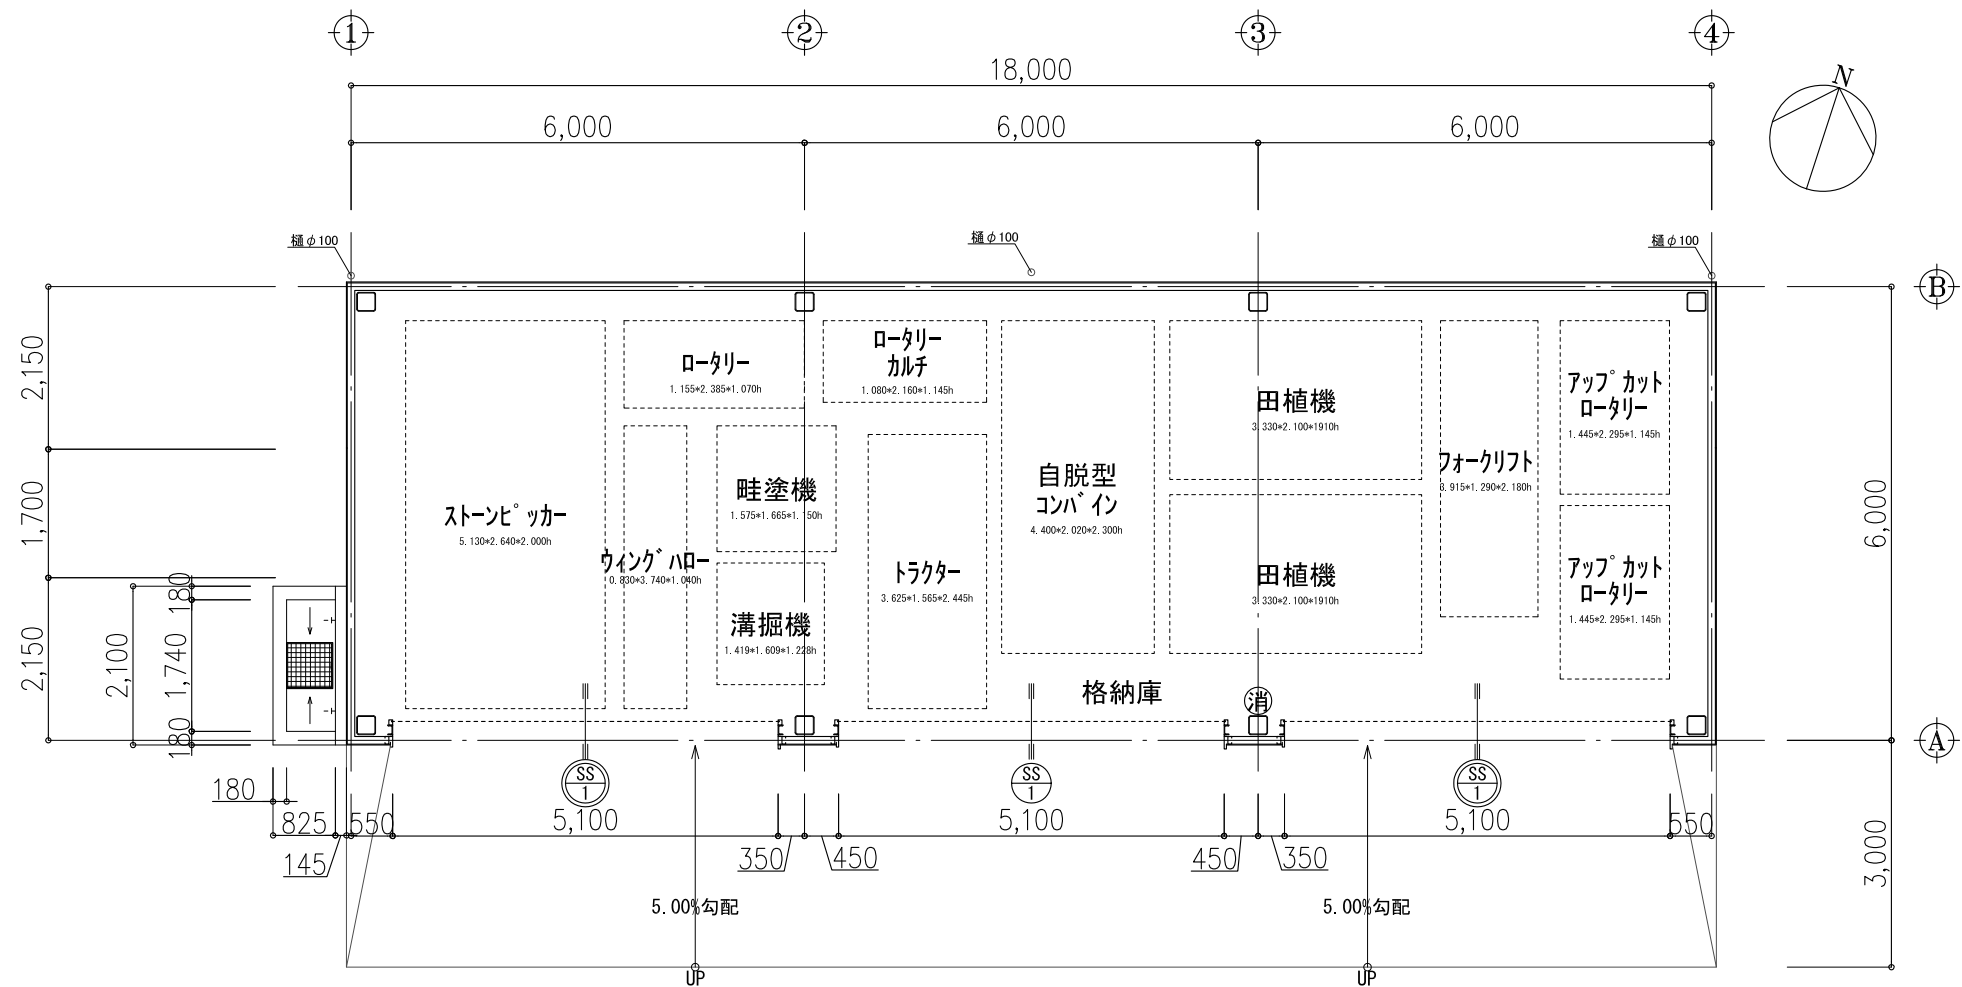 1
2
3
4
18,000
N
6,000
6,000
6,000
樋φ100
樋φ100
樋φ100
B
2,150
1,700
2,150
180
1,740
180
2,100
6,000
ロータリー
1.155*2.385*1.070h
ロータリー
カルチ
1.080*2.160*1.145h
田植機
3.330*2.100*1910h
アップカット
ロータリー
1.445*2.295*1.145h
ストーンピッカー
5.130*2.640*2.000h
ウィングハロー
0.830*3.740*1.040h
畦塗機
1.575*1.665*1.150h
溝掘機
1.419*1.609*1.228h
トラクター
3.625*1.565*2.445h
自脱型
コンバイン
4.400*2.020*2.300h
フォークリフト
3.915*1.290*2.180h
田植機
3.330*2.100*1910h
アップカット
ロータリー
1.445*2.295*1.145h
格納庫
消
A
SS
1
SS
1
SS
1
180
825
550
5,100
5,100
5,100
550
145
350
450
450
350
3,000
5.00%勾配
5.00%勾配
UP
UP